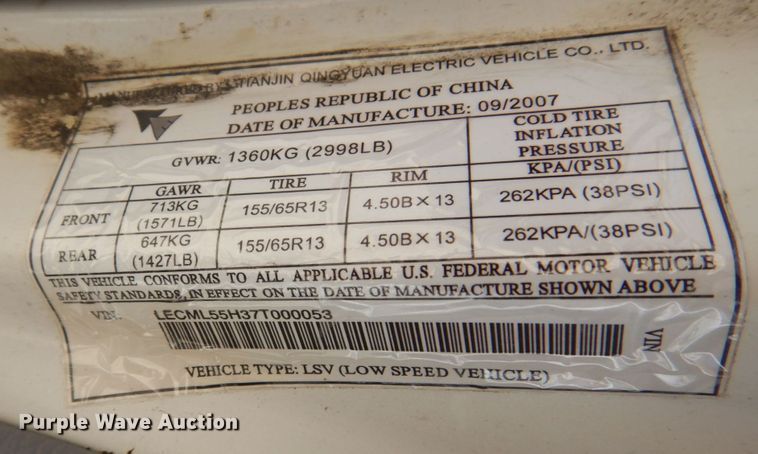 MANUFACTURED BY: TIANJIN QINGYUAN ELECTRIC VEHICLE CO., LTD.
PEOPLES REPUBLIC OF CHINA
DATE OF MANUFACTURE: 09/2007
GVWR: 1360KG (2998LB)
COLD TIRE
INFLATION
PRESSURE
KPA/(PSI)
GAWR TIRE RIM
FRONT 713KG (1571LB) 155/65R13 4.50B × 13 262KPA (38PSI)
REAR 647KG (1427LB) 155/65R13 4.50B × 13 262KPA/(38PSI)
THIS VEHICLE CONFORMS TO ALL APPLICABLE U.S. FEDERAL MOTOR VEHICLE
SAFETY STANDARDS, IN EFFECT ON THE DATE OF MANUFACTURE SHOWN ABOVE
VIN: LECML55H37T000053
VIN
VEHICLE TYPE: LSV (LOW SPEED VEHICLE)
Purple Wave Auction